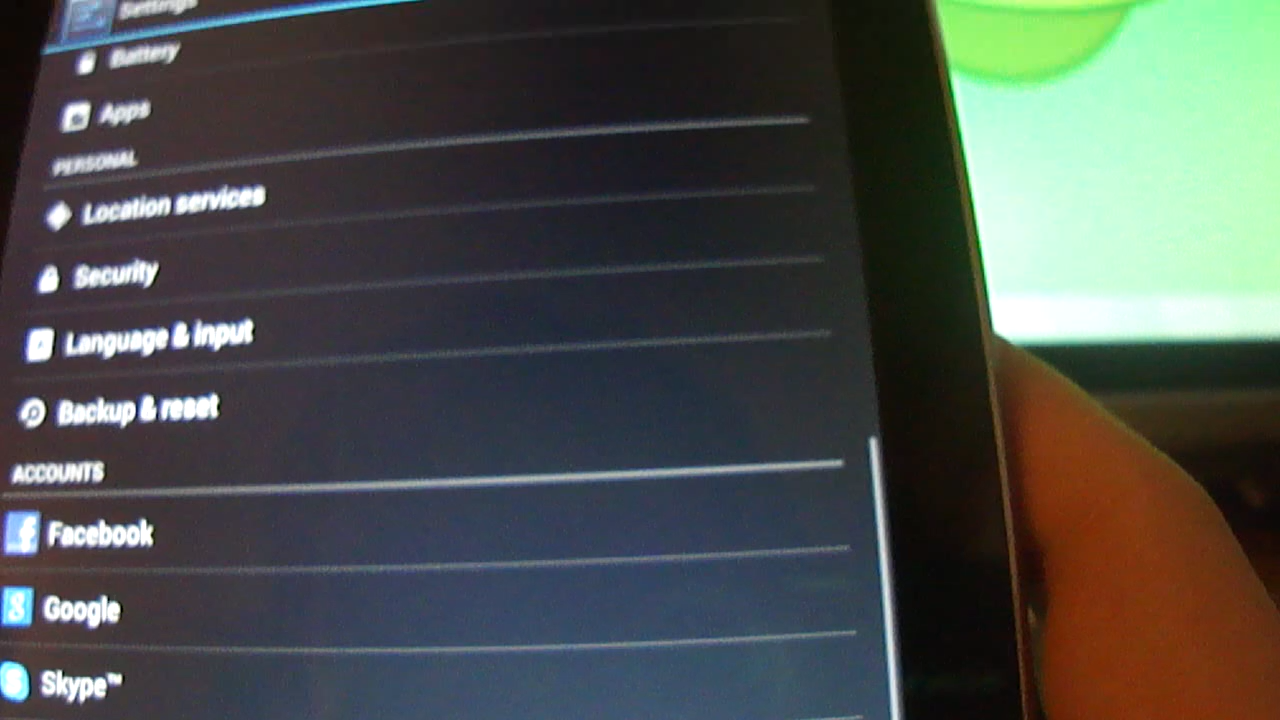 Settings
Battery
Apps
PERSONAL
Location services
Security
Language & input
Backup & reset
ACCOUNTS
Facebook
Google
Skype™